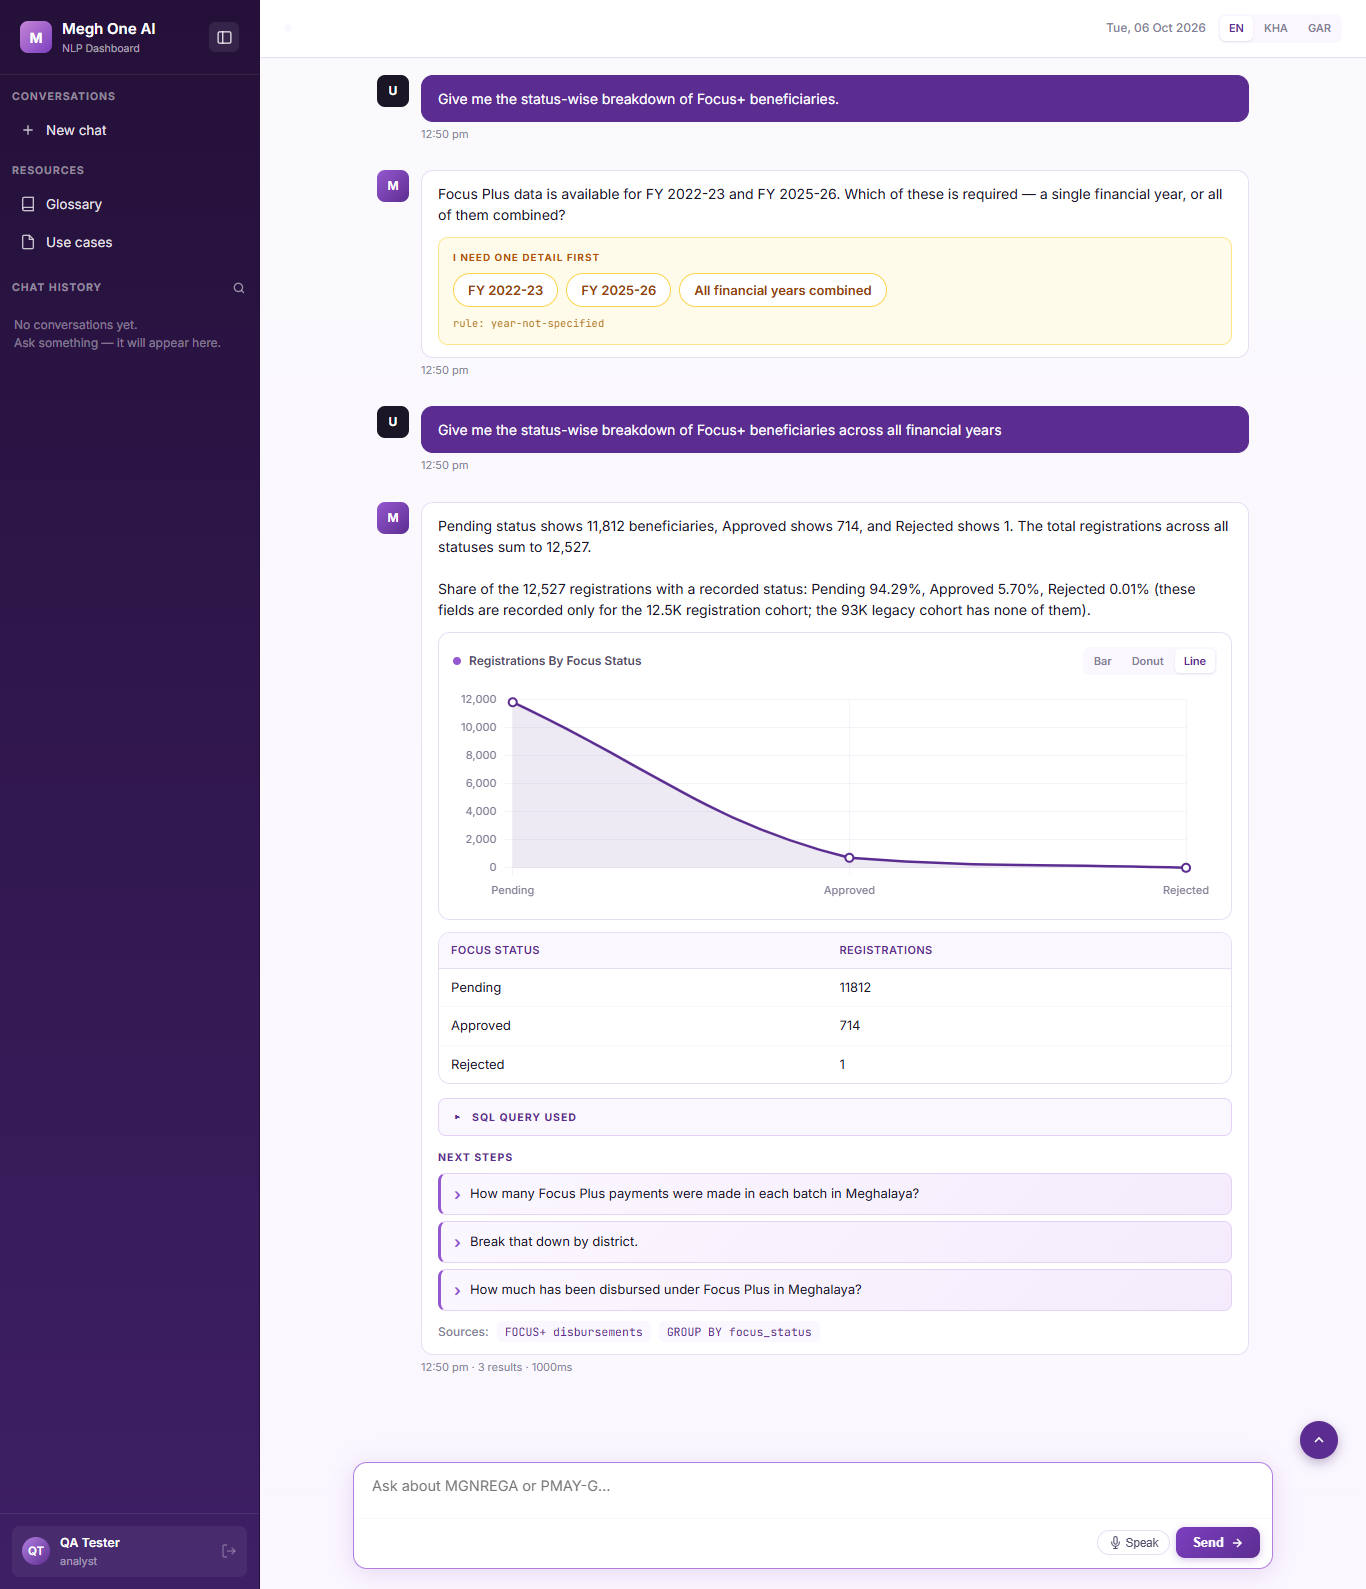 M
Megh One AI
NLP Dashboard
CONVERSATIONS
New chat
RESOURCES
Glossary
Use cases
CHAT HISTORY
No conversations yet.
Ask something — it will appear here.
QT
QA Tester
analyst
Tue, 06 Oct 2026
EN
KHA
GAR
U
Give me the status-wise breakdown of Focus+ beneficiaries.
12:50 pm
M
Focus Plus data is available for FY 2022-23 and FY 2025-26. Which of these is required — a single financial year, or all
of them combined?
I NEED ONE DETAIL FIRST
FY 2022-23
FY 2025-26
All financial years combined
rule: year-not-specified
12:50 pm
U
Give me the status-wise breakdown of Focus+ beneficiaries across all financial years
12:50 pm
M
Pending status shows 11,812 beneficiaries, Approved shows 714, and Rejected shows 1. The total registrations across all
statuses sum to 12,527.
Share of the 12,527 registrations with a recorded status: Pending 94.29%, Approved 5.70%, Rejected 0.01% (these
fields are recorded only for the 12.5K registration cohort; the 93K legacy cohort has none of them).
Registrations By Focus Status
Bar
Donut
Line
12,000
10,000
8,000
6,000
4,000
2,000
0
Pending
Approved
Rejected
FOCUS STATUS
REGISTRATIONS
Pending
11812
Approved
714
Rejected
1
SQL QUERY USED
NEXT STEPS
How many Focus Plus payments were made in each batch in Meghalaya?
Break that down by district.
How much has been disbursed under Focus Plus in Meghalaya?
Sources: FOCUS+ disbursements GROUP BY focus_status
12:50 pm · 3 results · 1000ms
Ask about MGNREGA or PMAY-G...
Speak
Send →